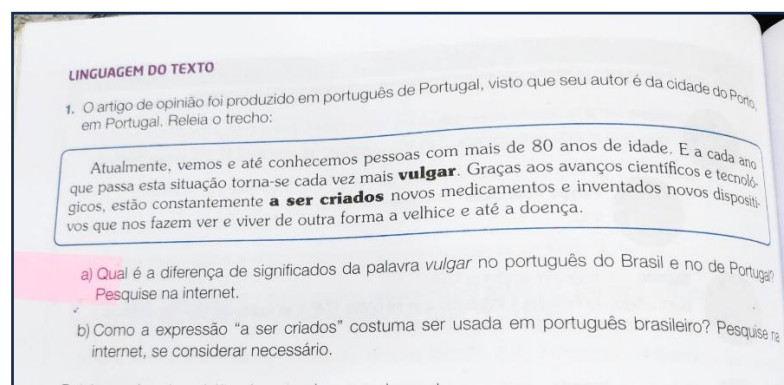 LINGUAGEM DO TEXTO
1. O artigo de opinião foi produzido em português de Portugal, visto que seu autor é da cidade do Porto,
em Portugal. Releia o trecho:
Atualmente, vemos e até conhecemos pessoas com mais de 80 anos de idade. E a cada ano
que passa esta situação torna-se cada vez mais vulgar. Graças aos avanços científicos e tecnoló-
gicos, estão constantemente a ser criados novos medicamentos e inventados novos dispositi-
vos que nos fazem ver e viver de outra forma a velhice e até a doença.
a) Qual é a diferença de significados da palavra vulgar no português do Brasil e no de Portugal?
Pesquise na internet.
b) Como a expressão “a ser criados” costuma ser usada em português brasileiro? Pesquise na
internet, se considerar necessário.